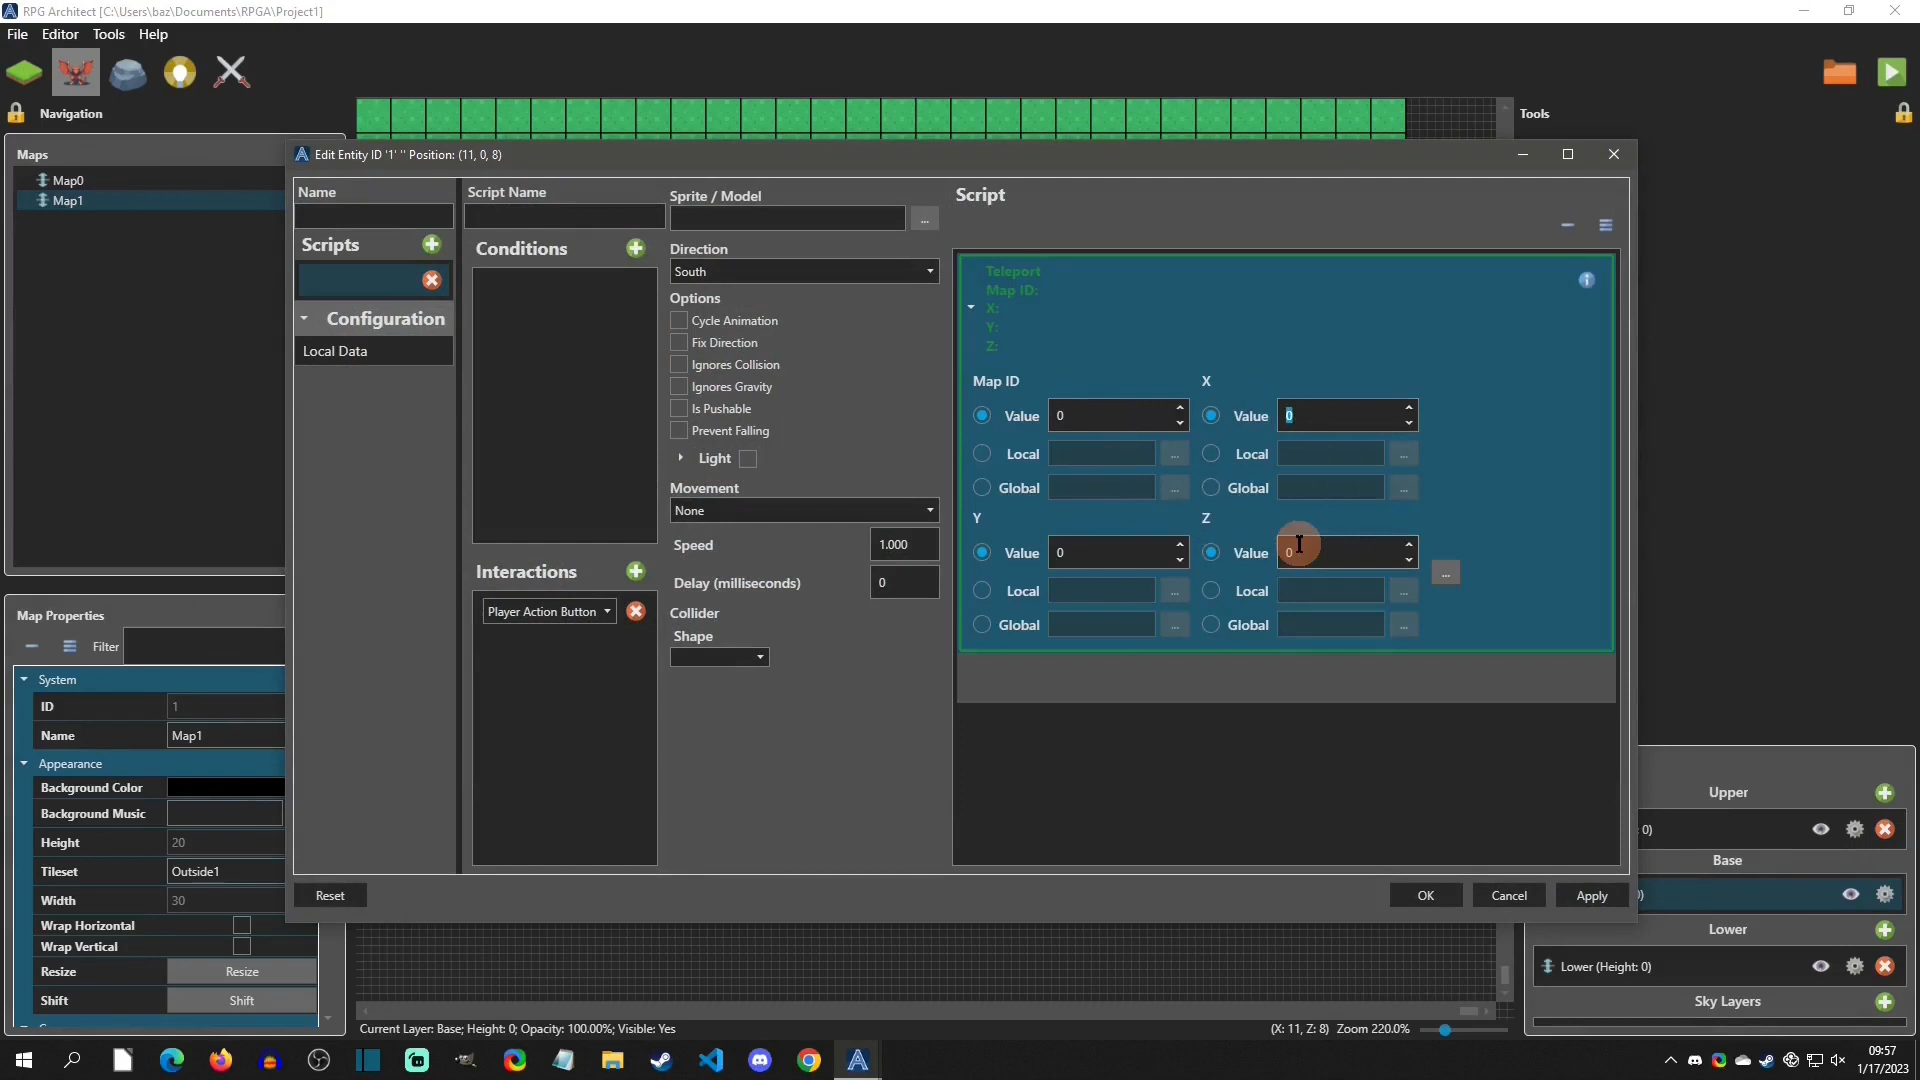 RPG Architect [C:\Users\baz\Documents\RPGA\Project1]
File Editor Tools Help
Navigation
Tools
Maps
Map0
Map1
Edit Entity ID '1' '' Position: (11, 0, 8)
Name
Scripts
Configuration
Local Data
Script Name
Conditions
Interactions
Player Action Button
Sprite / Model
...
Direction
South
Options
Cycle Animation
Fix Direction
Ignores Collision
Ignores Gravity
Is Pushable
Prevent Falling
Light
Movement
None
Speed 1.000
Delay (milliseconds) 0
Collider
Shape
Script
Teleport
Map ID:
X:
Y:
Z:
Map ID X
Value 0 Value 0
Local ... Local ...
Global ... Global ...
Y Z
Value 0 Value 0
...
Local ... Local ...
Global ... Global ...
Reset OK Cancel Apply
Map Properties
Filter
System
ID 1
Name Map1
Appearance
Background Color
Background Music
Height 20
Tileset Outside1
Width 30
Wrap Horizontal
Wrap Vertical
Resize Resize
Shift Shift
Upper
: 0)
Base
)
Lower
Lower (Height: 0)
Sky Layers
Current Layer: Base; Height: 0; Opacity: 100.00%; Visible: Yes
(X: 11, Z: 8) Zoom 220.0%
09:57
1/17/2023